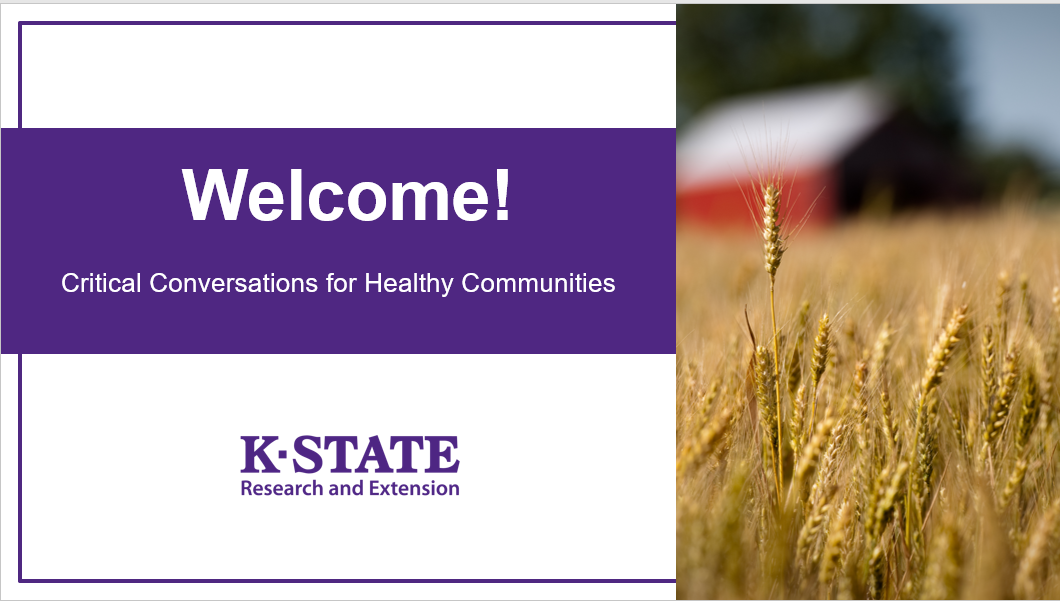 Welcome!
Critical Conversations for Healthy Communities
K·STATE
Research and Extension